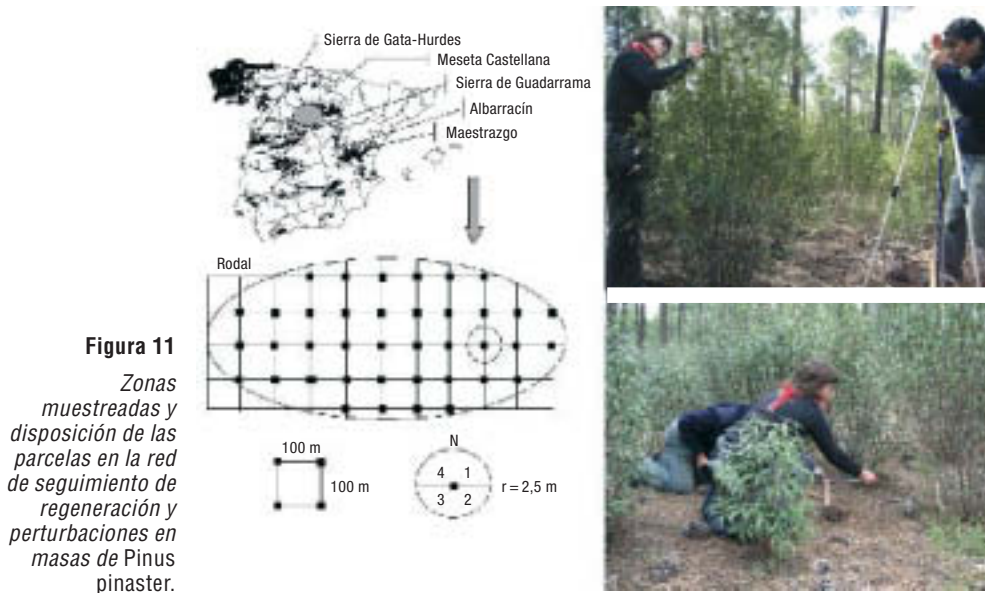 Sierra de Gata-Hurdes
Meseta Castellana
Sierra de Guadarrama
Albarracín
Maestrazgo
Rodal
100 m
100 m
N
4 1
3 2
r = 2,5 m
Figura 11
Zonas
muestreadas y
disposición de las
parcelas en la red
de seguimiento de
regeneración y
perturbaciones en
masas de Pinus
pinaster.